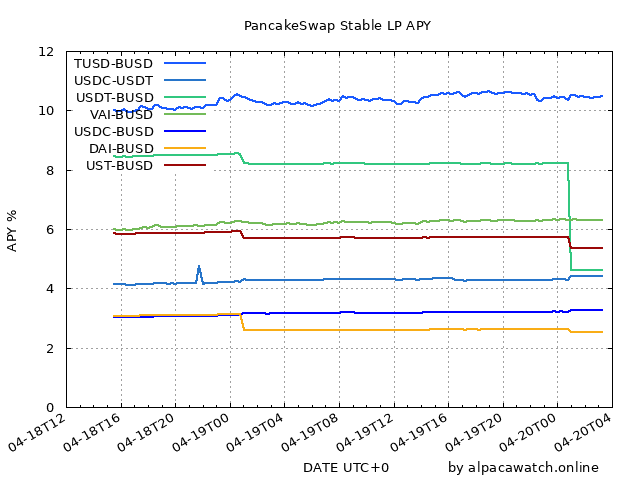 PancakeSwap Stable LP APY
12
10
8
6
4
2
0
APY %
TUSD-BUSD
USDC-USDT
USDT-BUSD
VAI-BUSD
USDC-BUSD
DAI-BUSD
UST-BUSD
04-18T12
04-18T16
04-18T20
04-19T00
04-19T04
04-19T08
04-19T12
04-19T16
04-19T20
04-20T00
04-20T04
DATE UTC+0
by alpacawatch.online